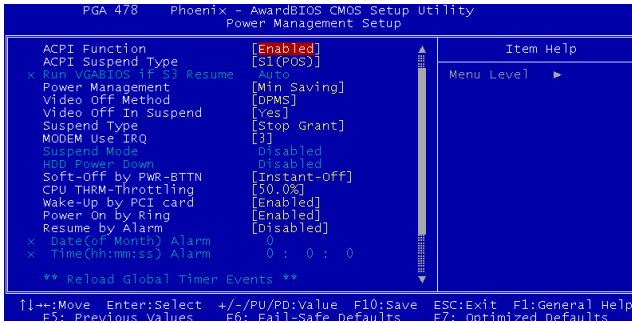 PGA 478 Phoenix - AwardBIOS CMOS Setup Utility
Power Management Setup
ACPI Function [Enabled]
Item Help
ACPI Suspend Type [S1(POS)]
x Run VGABIOS if S3 Resume Auto
Menu Level ►
Power Management [Min Saving]
Video Off Method [DPMS]
Video Off In Suspend [Yes]
Suspend Type [Stop Grant]
MODEM Use IRQ [3]
Suspend Mode Disabled
HDD Power Down Disabled
Soft-Off by PWR-BTTN [Instant-Off]
CPU THRM-Throttling [50.0%]
Wake-Up by PCI card [Enabled]
Power On by Ring [Enabled]
Resume by Alarm [Disabled]
x Date(of Month) Alarm 0
x Time(hh:mm:ss) Alarm 0 : 0 : 0
** Reload Global Timer Events **
↑↓→←:Move Enter:Select +/-/PU/PD:Value F10:Save ESC:Exit F1:General Help
F5: Previous Values F6: Fail-Safe Defaults F7: Optimized Defaults